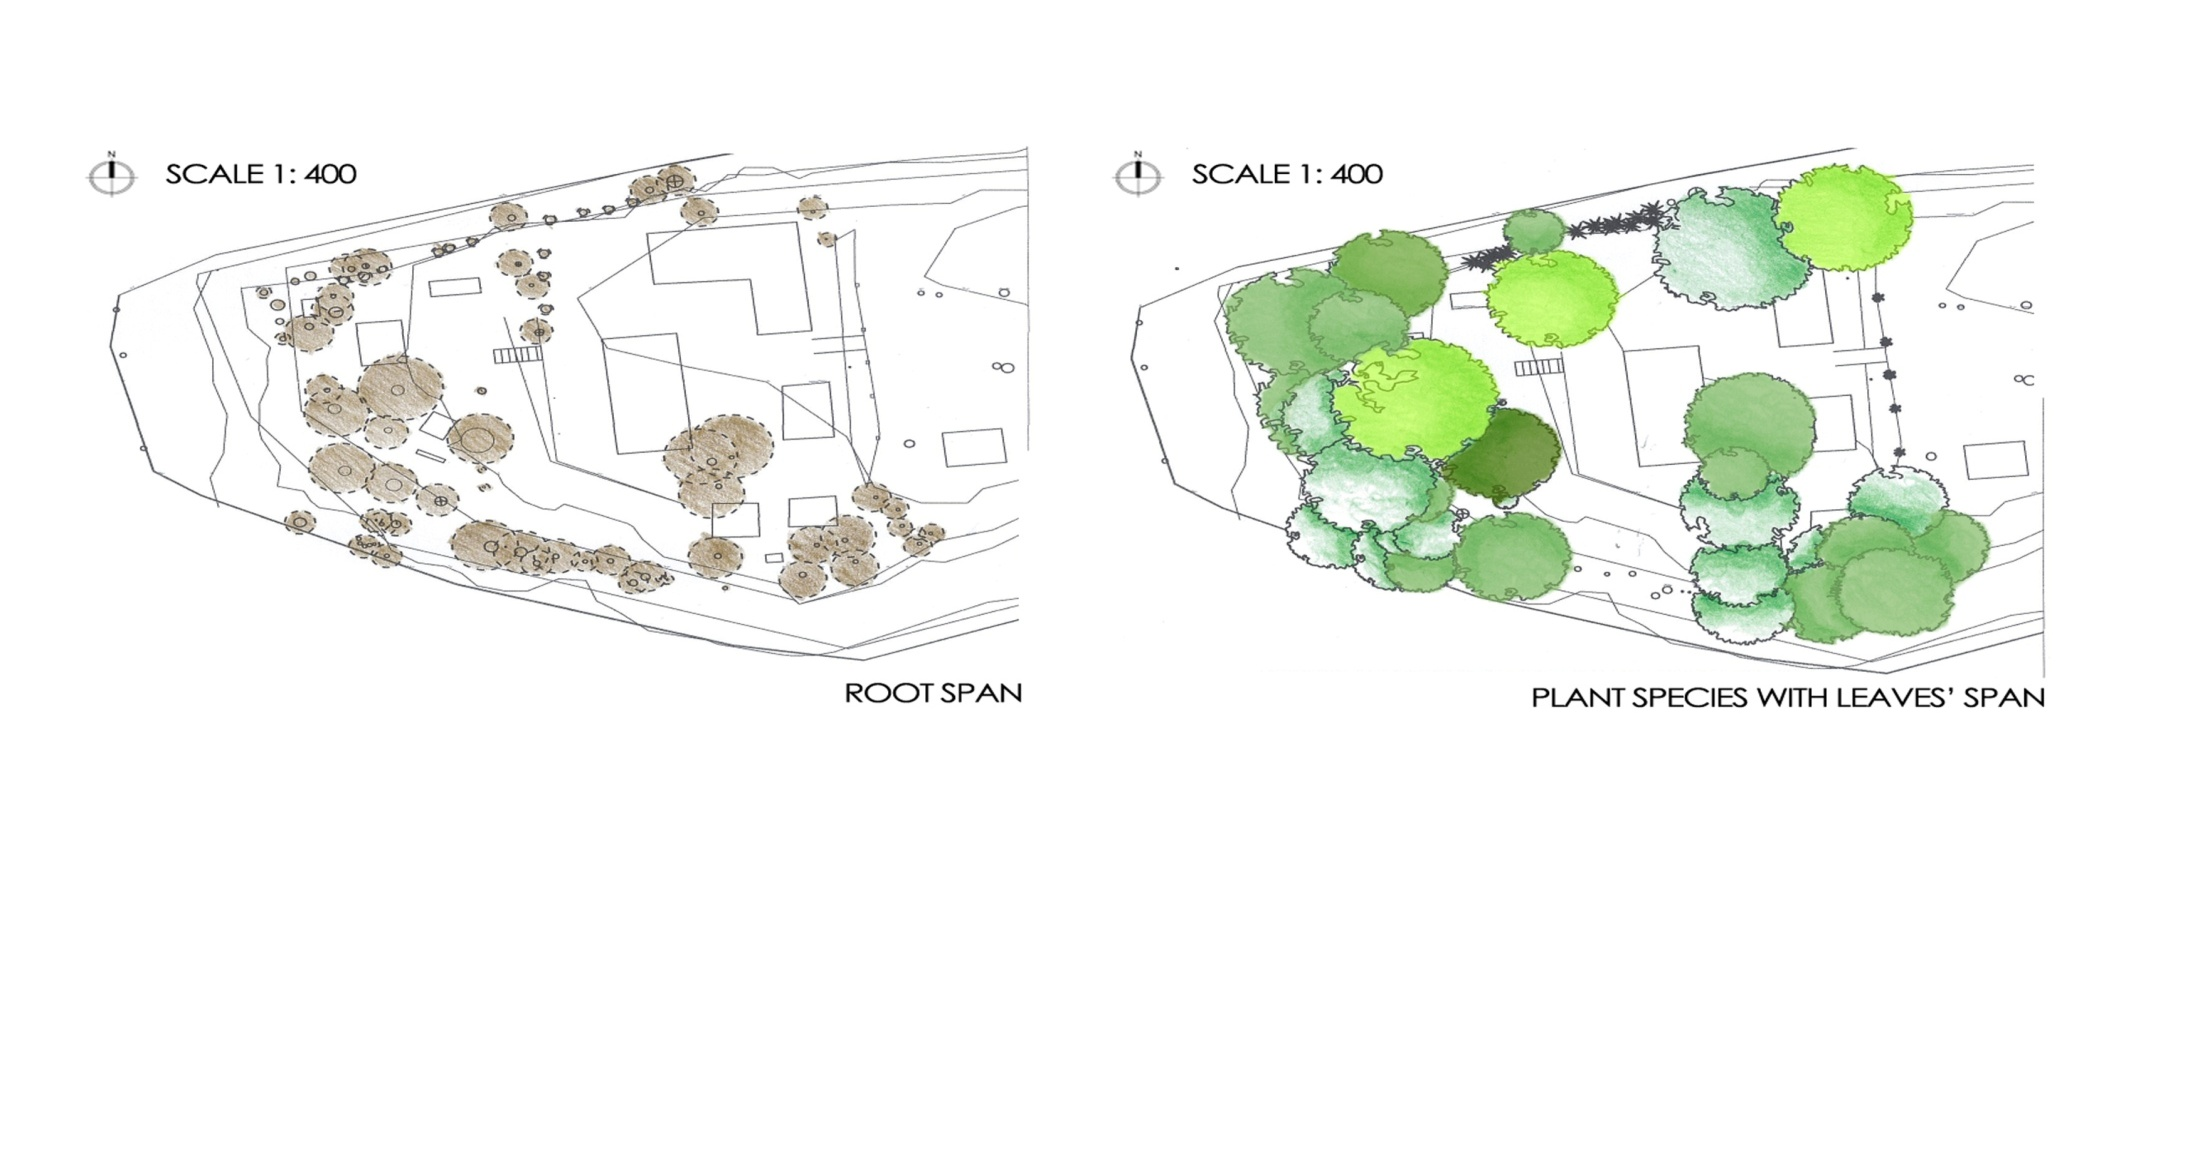 N
SCALE 1: 400
N
SCALE 1: 400
ROOT SPAN
PLANT SPECIES WITH LEAVES’ SPAN